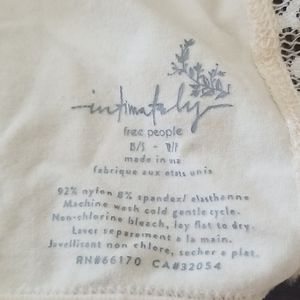 intimately
free people
B/S - P/P
made in usa
fabrique aux etats unis
92% nylon 8% spandex/ elasthanne
Machine wash cold gentle cycle.
Non-chlorine bleach, lay flat to dry.
Laver separement a la main.
Javellisant non chlore, secher a plat.
RN#66170 CA#32054